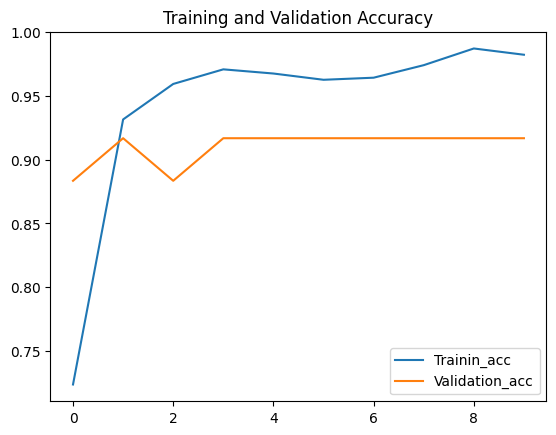 Training and Validation Accuracy
1.00
0.95
0.90
0.85
0.80
0.75
0 2 4 6 8
Trainin_acc
Validation_acc